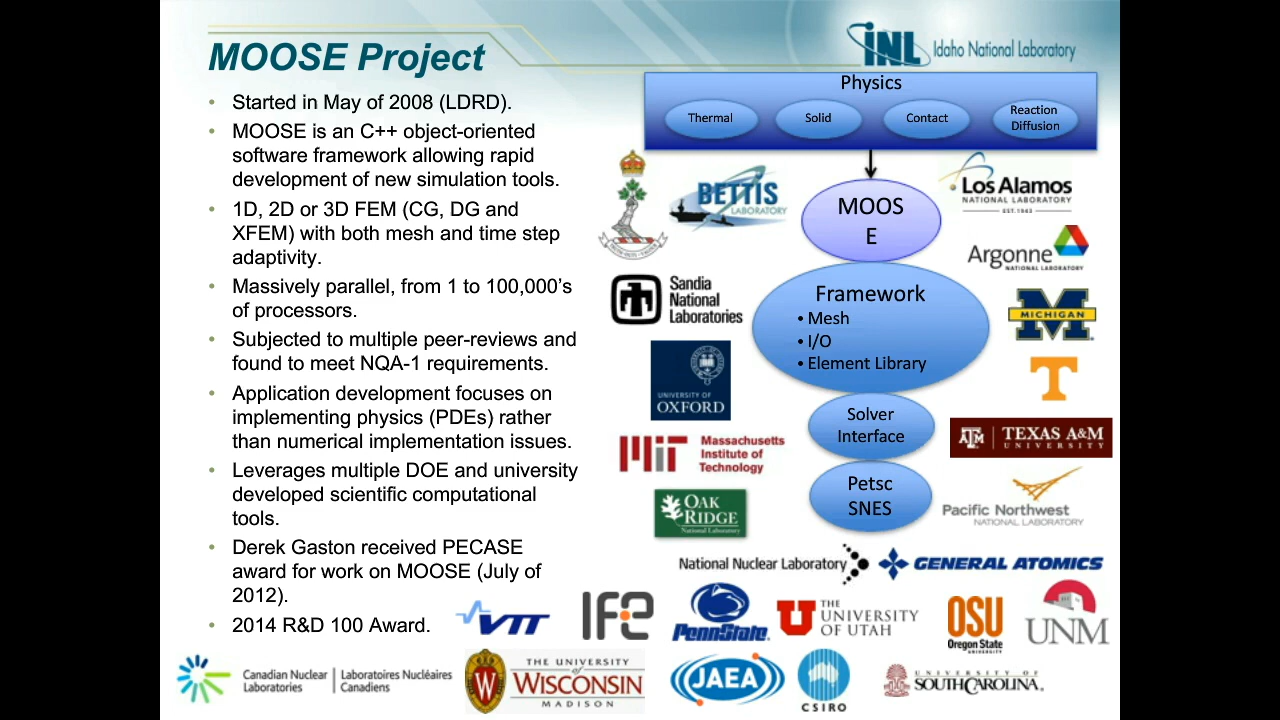 MOOSE Project
INL Idaho National Laboratory
• Started in May of 2008 (LDRD).
• MOOSE is an C++ object-oriented
software framework allowing rapid
development of new simulation tools.
• 1D, 2D or 3D FEM (CG, DG and
XFEM) with both mesh and time step
adaptivity.
• Massively parallel, from 1 to 100,000’s
of processors.
• Subjected to multiple peer-reviews and
found to meet NQA-1 requirements.
• Application development focuses on
implementing physics (PDEs) rather
than numerical implementation issues.
• Leverages multiple DOE and university
developed scientific computational
tools.
• Derek Gaston received PECASE
award for work on MOOSE (July of
2012).
• 2014 R&D 100 Award.
Physics
Thermal
Solid
Contact
Reaction
Diffusion
MOOS
E
Framework
• Mesh
• I/O
• Element Library
Solver
Interface
Petsc
SNES
BETTIS
LABORATORY
Los Alamos
NATIONAL LABORATORY
EST.1943
Argonne
NATIONAL LABORATORY
Sandia
National
Laboratories
M
MICHIGAN
UNIVERSITY OF
OXFORD
T
MIT
Massachusetts
Institute of
Technology
ATM
TEXAS A&M
UNIVERSITY
OAK
RIDGE
National Laboratory
Pacific Northwest
NATIONAL LABORATORY
National Nuclear Laboratory
GENERAL ATOMICS
VTT
IFE
PennState
U THE
UNIVERSITY
OF UTAH
OSU
Oregon State
UNIVERSITY
UNM
Canadian Nuclear
Laboratories
Laboratoires Nucléaires
Canadiens
W
THE UNIVERSITY
of
WISCONSIN
MADISON
JAEA
CSIRO
UNIVERSITY OF
SOUTH CAROLINA